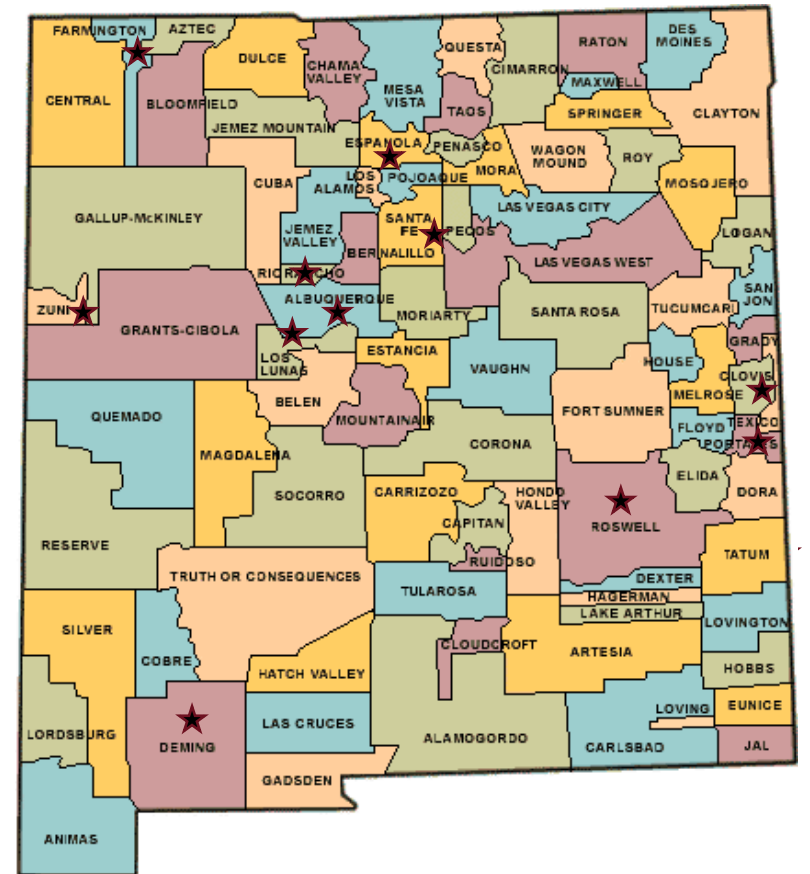 FARMINGTON
AZTEC
DULCE
CHAMA
VALLEY
QUESTA
RATON
DES
MOINES
CENTRAL
BLOOMFIELD
MESA
VISTA
CIMARRON
MAXWELL
TAOS
SPRINGER
CLAYTON
JEMEZ MOUNTAIN
ESPANOLA
PENASCO
WAGON
MOUND
ROY
MORA
CUBA
LOS
ALAMOS
POJOAQUE
MOSQJERO
GALLUP-McKINLEY
JEMEZ
VALLEY
SANTA
FE
PECOS
LAS VEGAS CITY
LOGAN
BERNALILLO
LAS VEGAS WEST
RIO RANCHO
SAN
JON
ZUNI
ALBUQUERQUE
MORIARTY
SANTA ROSA
TUCUMCARI
GRANTS-CIBOLA
GRADY
LOS
LUNAS
ESTANCIA
VAUGHN
HOUSE
CLOVIS
MELROSE
BELEN
FORT SUMNER
QUEMADO
MOUNTAINAIR
FLOYD
TEXICO
PORTALES
MAGDALENA
CORONA
ELIDA
SOCORRO
CARRIZOZO
HONDO
VALLEY
DORA
CAPITAN
ROSWELL
RESERVE
TATUM
RUIDOSO
TRUTH OR CONSEQUENCES
TULAROSA
DEXTER
HAGERMAN
LAKE ARTHUR
LOVINGTON
SILVER
CLOUDCROFT
ARTESIA
COBRE
HATCH VALLEY
HOBBS
LORDSBURG
LAS CRUCES
LOVING
EUNICE
DEMING
ALAMOGORDO
CARLSBAD
JAL
GADSDEN
ANIMAS